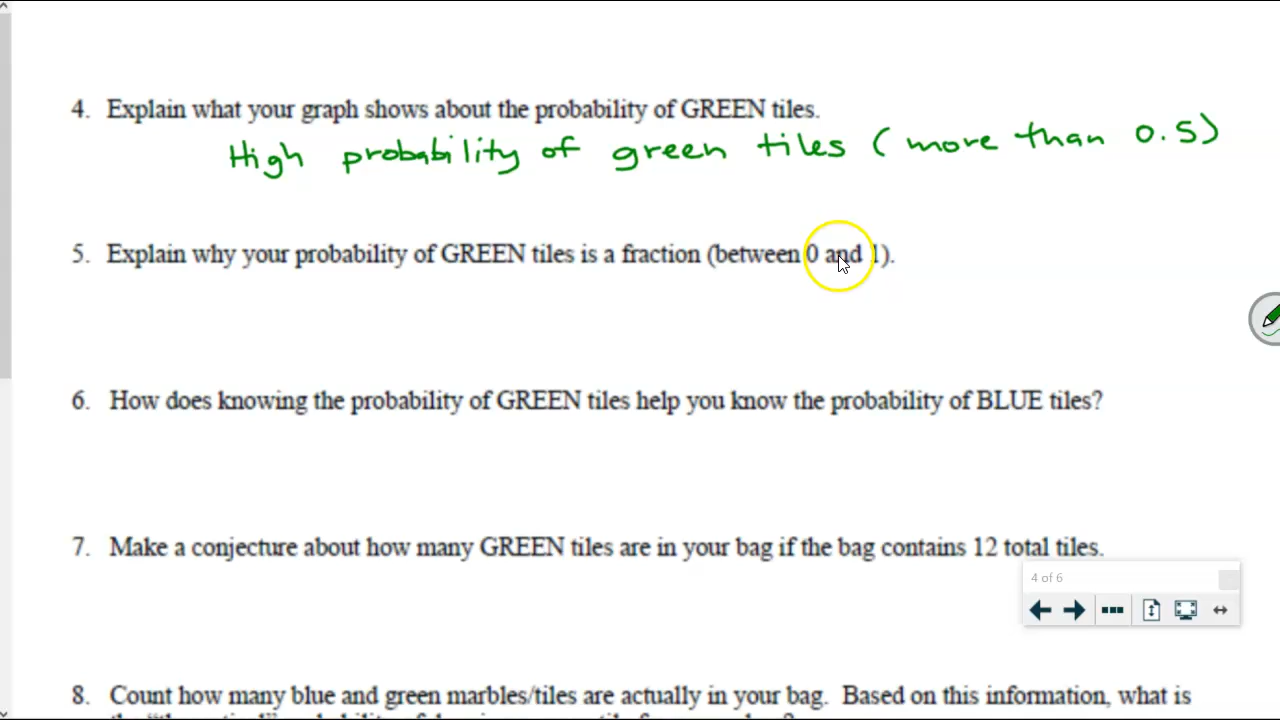 4. Explain what your graph shows about the probability of GREEN tiles.
High probability of green tiles (more than 0.5)
5. Explain why your probability of GREEN tiles is a fraction (between 0 and 1).
6. How does knowing the probability of GREEN tiles help you know the probability of BLUE tiles?
7. Make a conjecture about how many GREEN tiles are in your bag if the bag contains 12 total tiles.
4 of 6
8. Count how many blue and green marbles/tiles are actually in your bag. Based on this information, what is